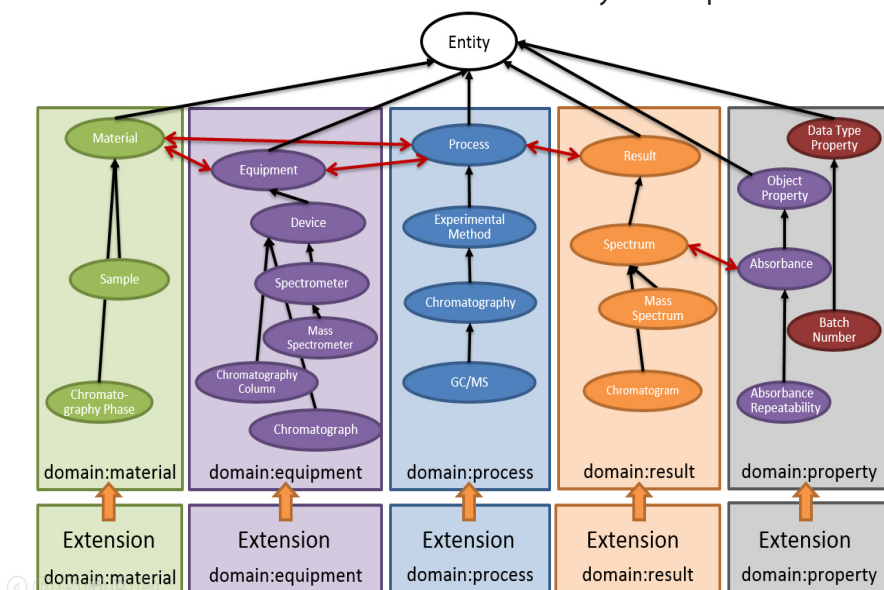 Entity
Material
Process
Data Type
Property
Equipment
Result
Object
Property
Device
Experimental
Method
Spectrum
Absorbance
Sample
Spectrometer
Chromatography
Mass
Spectrum
Mass
Spectrometer
Batch
Number
Chromatography
Column
GC/MS
Chromatogram
Chromato-
graphy Phase
Absorbance
Repeatability
Chromatograph
domain:material
domain:equipment
domain:process
domain:result
domain:property
Extension
Extension
Extension
Extension
Extension
domain:material
domain:equipment
domain:process
domain:result
domain:property